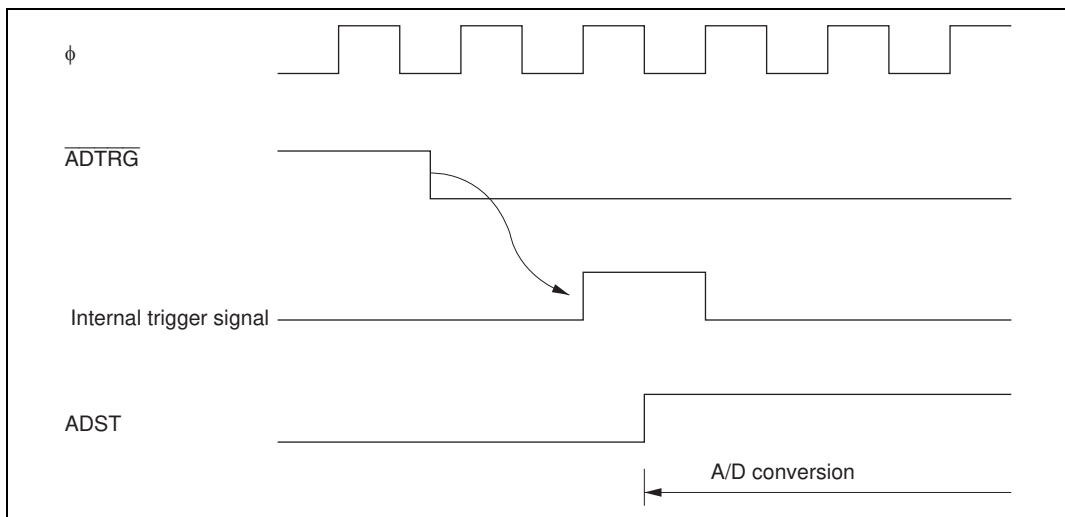 ϕ
ADTRG
Internal trigger signal
ADST
A/D conversion